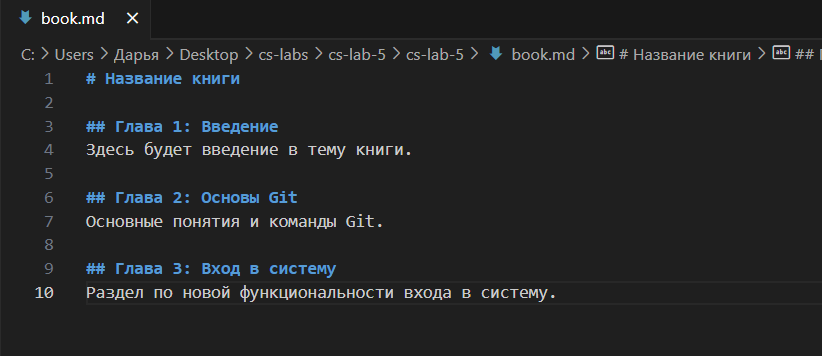 book.md
C: > Users > Дарья > Desktop > cs-labs > cs-lab-5 > cs-lab-5 > book.md > abc # Название книги > abc ##
1 # Название книги
2
3 ## Глава 1: Введение
4 Здесь будет введение в тему книги.
5
6 ## Глава 2: Основы Git
7 Основные понятия и команды Git.
8
9 ## Глава 3: Вход в систему
10 Раздел по новой функциональности входа в систему.